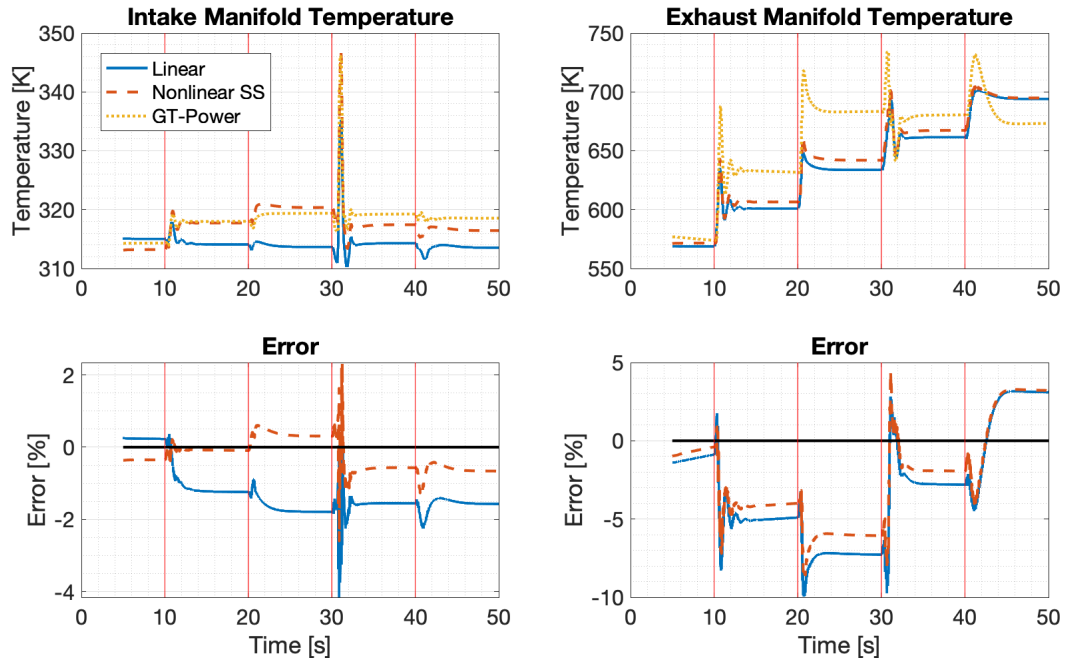 Intake Manifold Temperature
Temperature [K]
350
340
330
320
310
Linear
Nonlinear SS
GT-Power
0 10 20 30 40 50
Exhaust Manifold Temperature
Temperature [K]
750
700
650
600
550
0 10 20 30 40 50
Error
Error [%]
2
0
-2
-4
0 10 20 30 40 50
Time [s]
Error
Error [%]
5
0
-5
-10
0 10 20 30 40 50
Time [s]